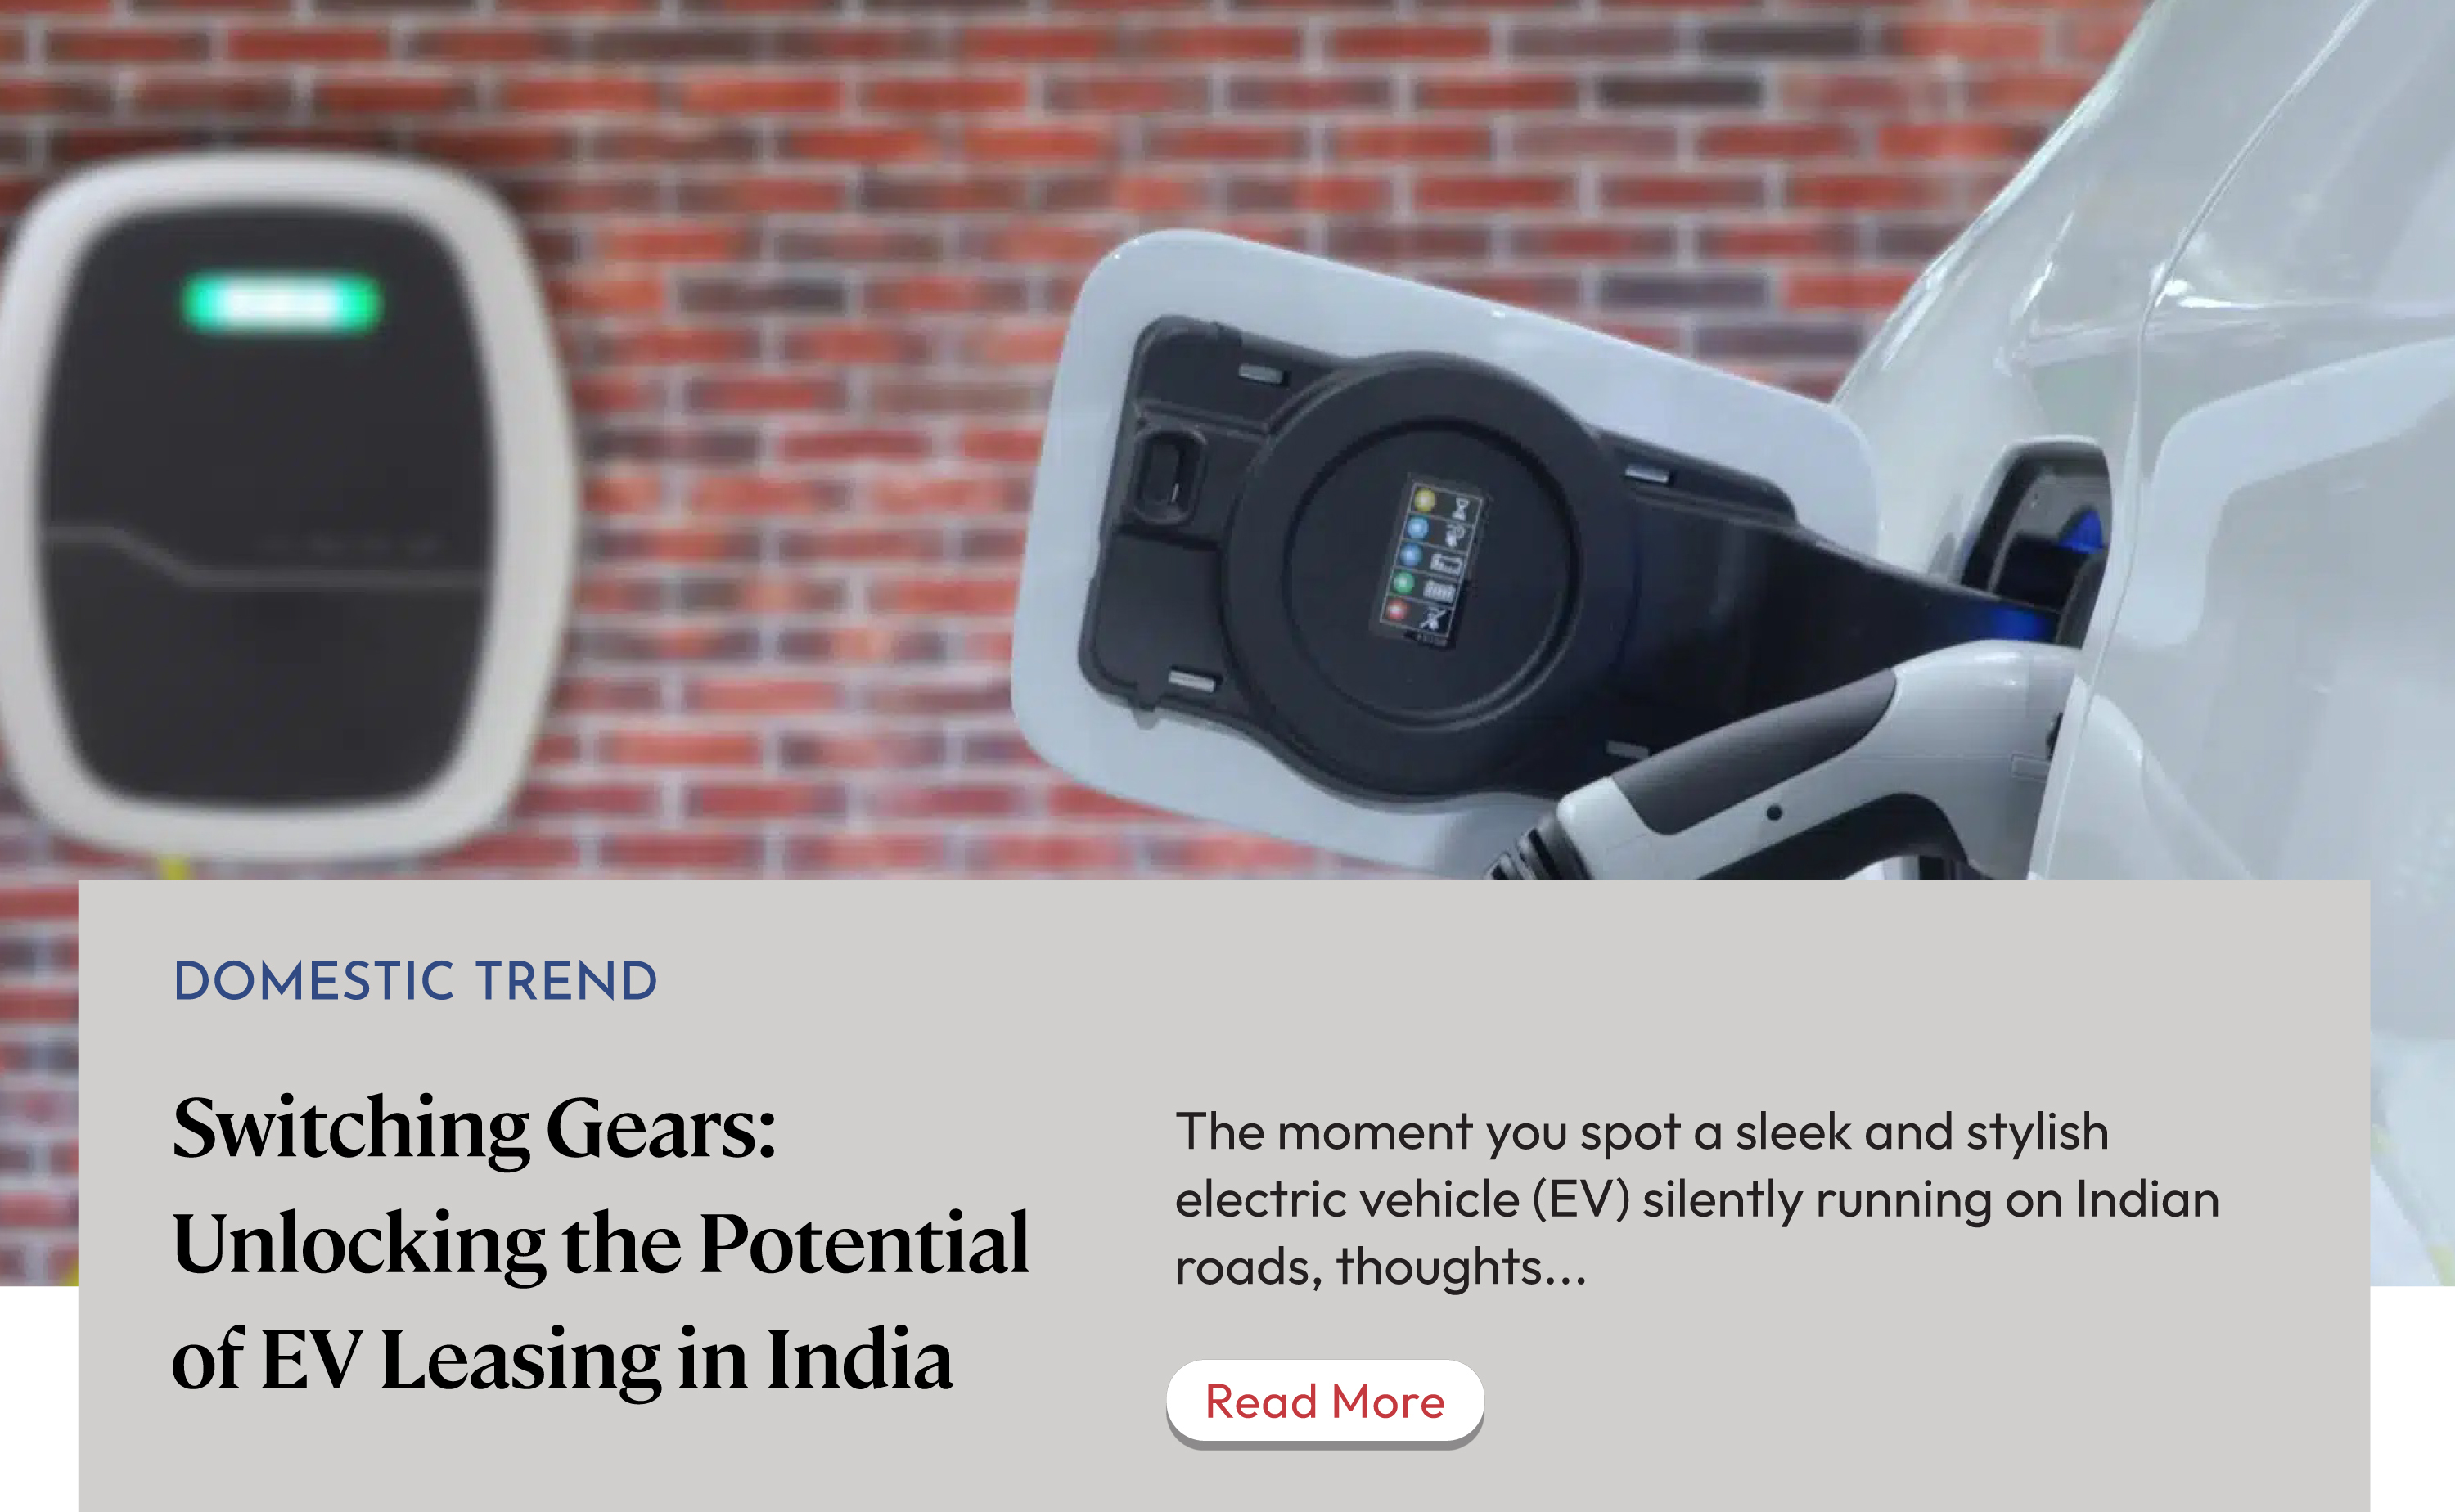 DOMESTIC TREND
Switching Gears:
Unlocking the Potential
of EV Leasing in India
The moment you spot a sleek and stylish
electric vehicle (EV) silently running on Indian
roads, thoughts...
Read More